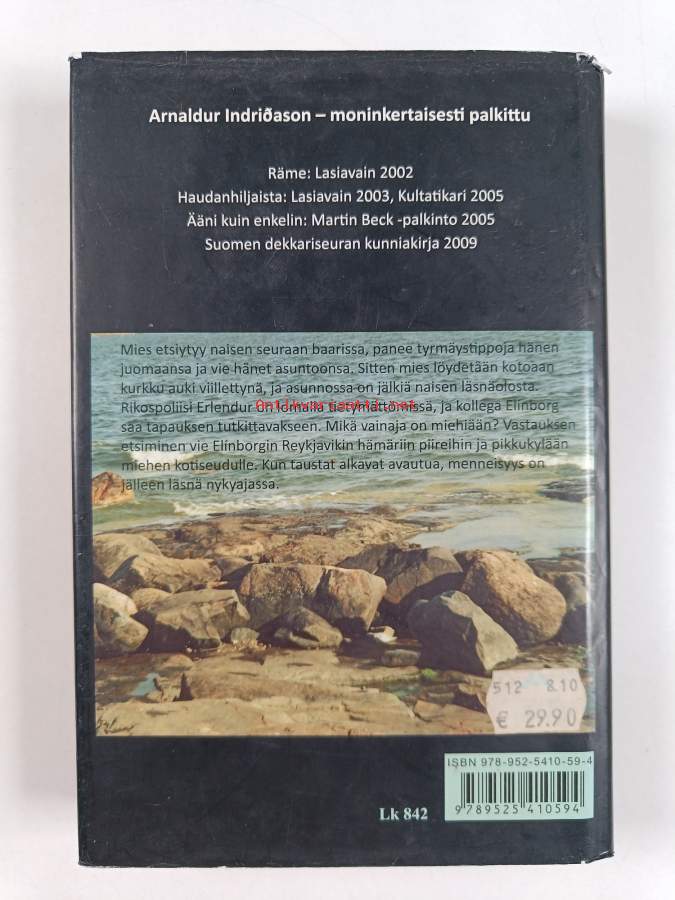 Arnaldur Indriðason – moninkertaisesti palkittu
Räme: Lasiavain 2002
Haudanhiljaista: Lasiavain 2003, Kultatikari 2005
Ääni kuin enkelin: Martin Beck -palkinto 2005
Suomen dekkariseuran kunniakirja 2009
Mies etsiytyy naisen seuraan baarissa, panee tyrmäystippoja hänen
juomaansa ja vie hänet asuntoonsa. Sitten mies löydetään kotoaan
kurkku auki viillettynä, ja asunnossa on jälkiä naisen läsnäolosta.
Rikospoliisi Erlendur on lomalla tietymättömissä, ja kollega Elínborg
saa tapauksen tutkittavakseen. Mikä vainaja on miehiään? Vastauksen
etsiminen vie Elínborgin Reykjavikin hämäriin piireihin ja pikkukylään
miehen kotiseudulle. Kun taustat alkavat avautua, menneisyys on
jälleen läsnä nykyajassa.
512 8.10
€ 29.90
ISBN 978-952-5410-59-4
9 789525 410594
Lk 842